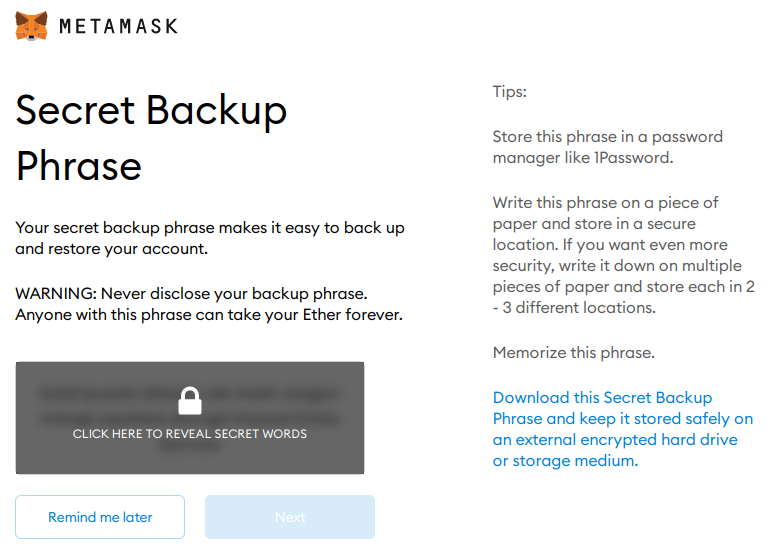 METAMASK
Secret Backup
Phrase
Your secret backup phrase makes it easy to back up
and restore your account.
WARNING: Never disclose your backup phrase.
Anyone with this phrase can take your Ether forever.
CLICK HERE TO REVEAL SECRET WORDS
Remind me later
Next
Tips:
Store this phrase in a password
manager like 1Password.
Write this phrase on a piece of
paper and store in a secure
location. If you want even more
security, write it down on multiple
pieces of paper and store each in 2
- 3 different locations.
Memorize this phrase.
Download this Secret Backup
Phrase and keep it stored safely on
an external encrypted hard drive
or storage medium.